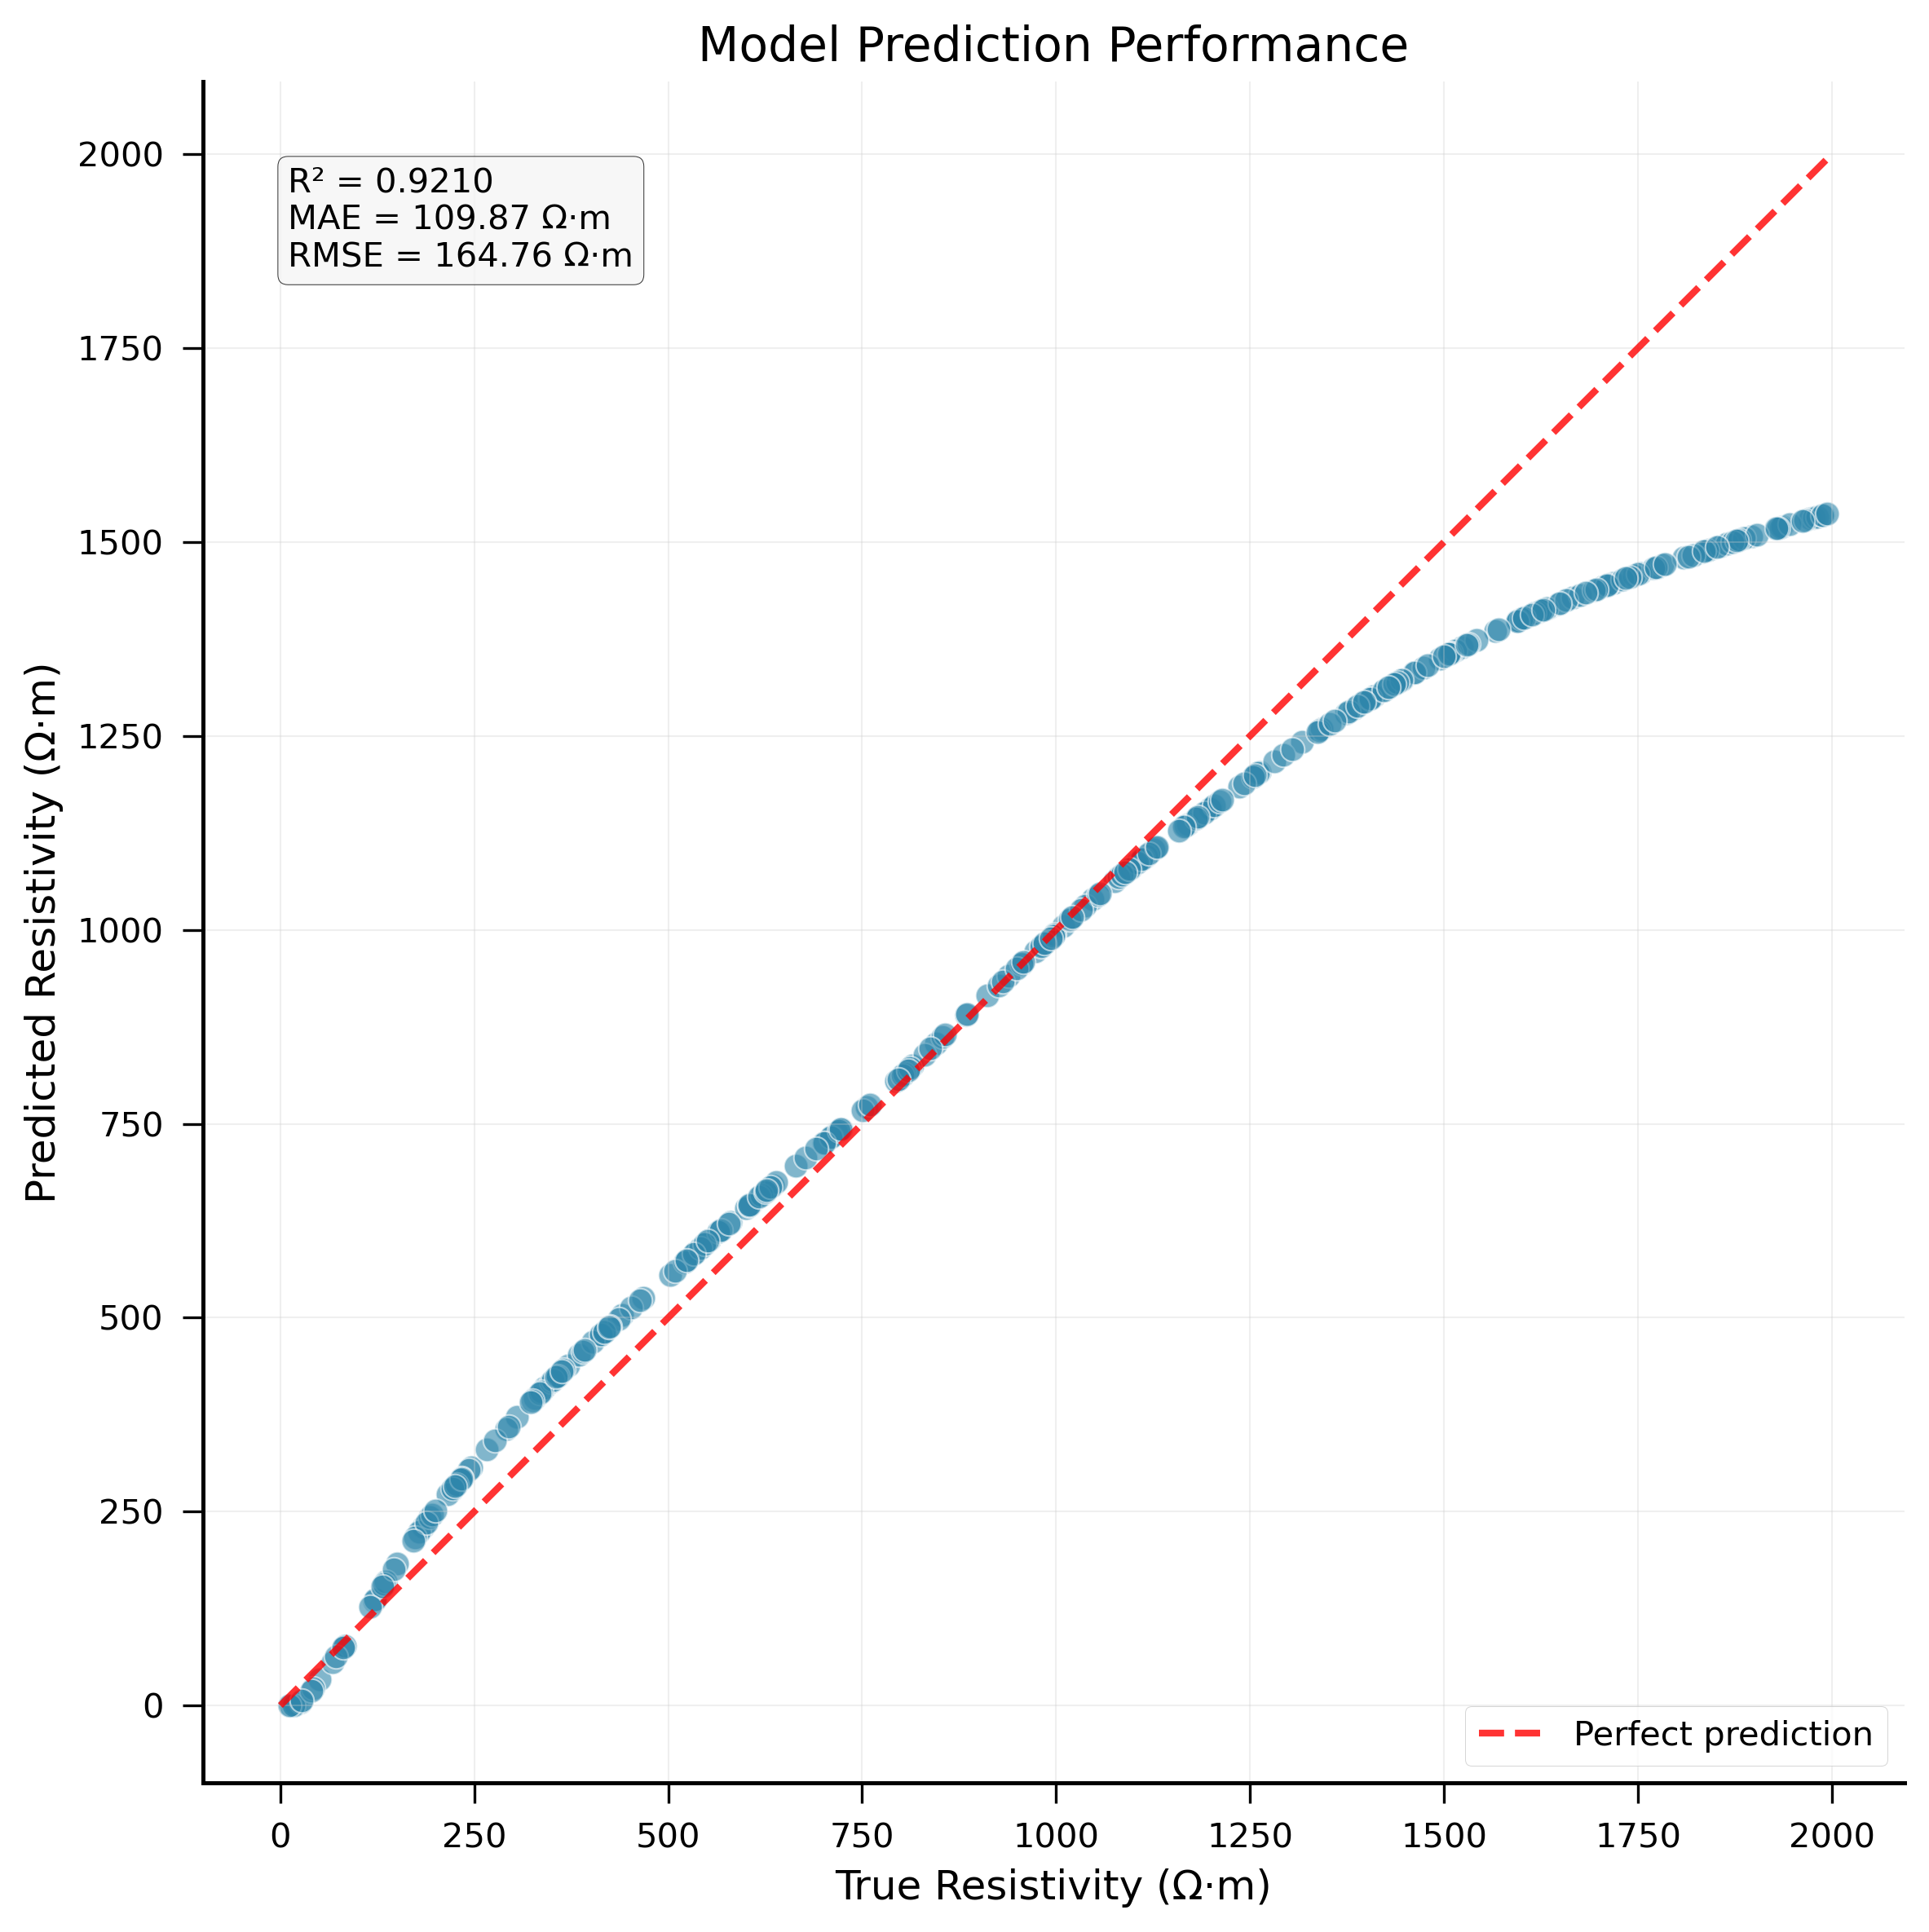 Model Prediction Performance
R² = 0.9210
MAE = 109.87 Ω·m
RMSE = 164.76 Ω·m
Predicted Resistivity (Ω·m)
2000
1750
1500
1250
1000
750
500
250
0
Perfect prediction
0 250 500 750 1000 1250 1500 1750 2000
True Resistivity (Ω·m)